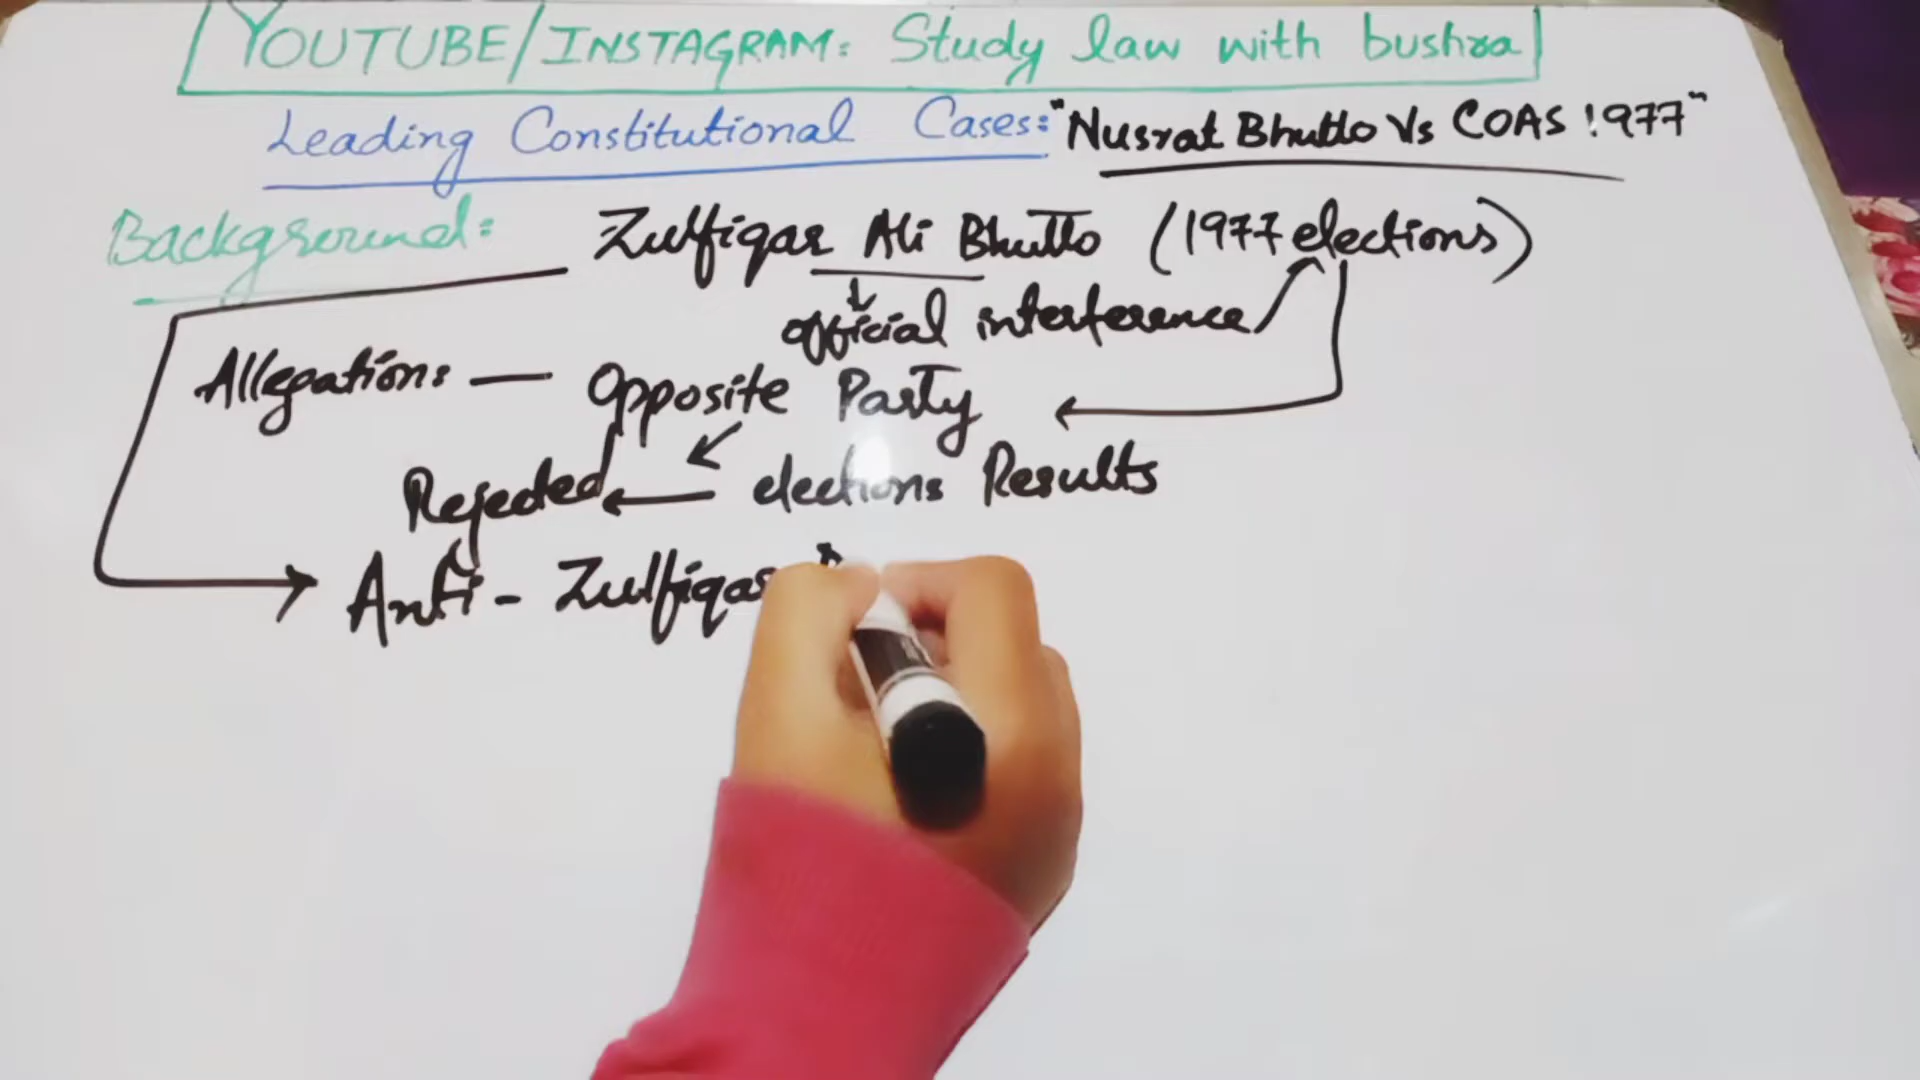 YOUTUBE/INSTAGRAM: Study law with bushra
Leading Constitutional Cases: "Nusrat Bhutto Vs COAS 1977"
Background: Zulfiqar Ali Bhutto (1977 elections)
official interference
Allegations — Opposite Party
Rejected ← elections Results
Anti - Zulfiqar